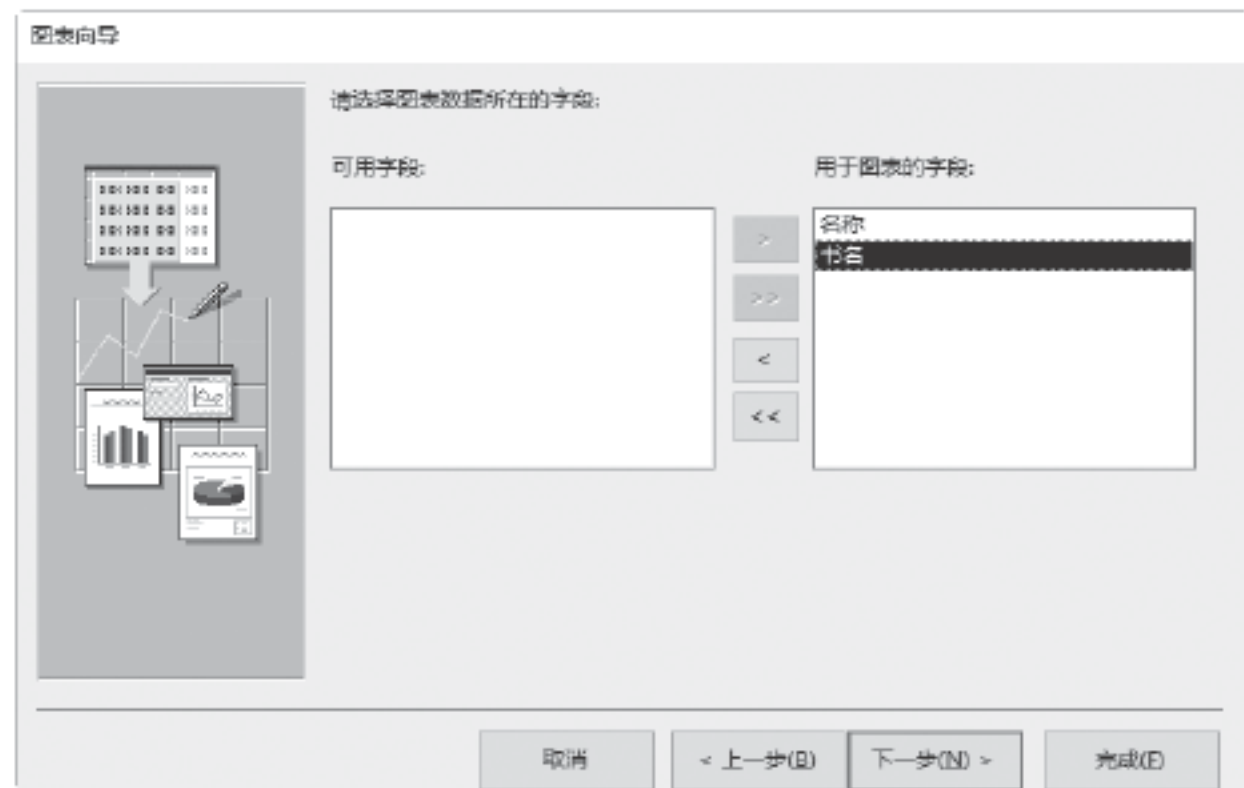 图表向导
请选择图表数据所在的字段:
可用字段:
用于图表的字段:
名称
书名
>
>>
<
<<
取消
< 上一步(B)
下一步(N) >
完成(F)